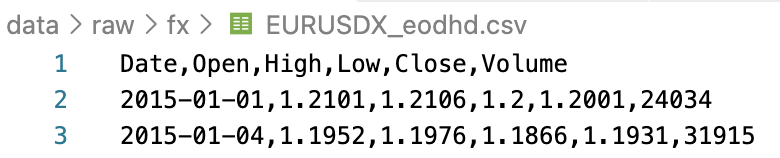 data > raw > fx > EURUSDX_eodhd.csv
1 Date,Open,High,Low,Close,Volume
2 2015-01-01,1.2101,1.2106,1.2,1.2001,24034
3 2015-01-04,1.1952,1.1976,1.1866,1.1931,31915